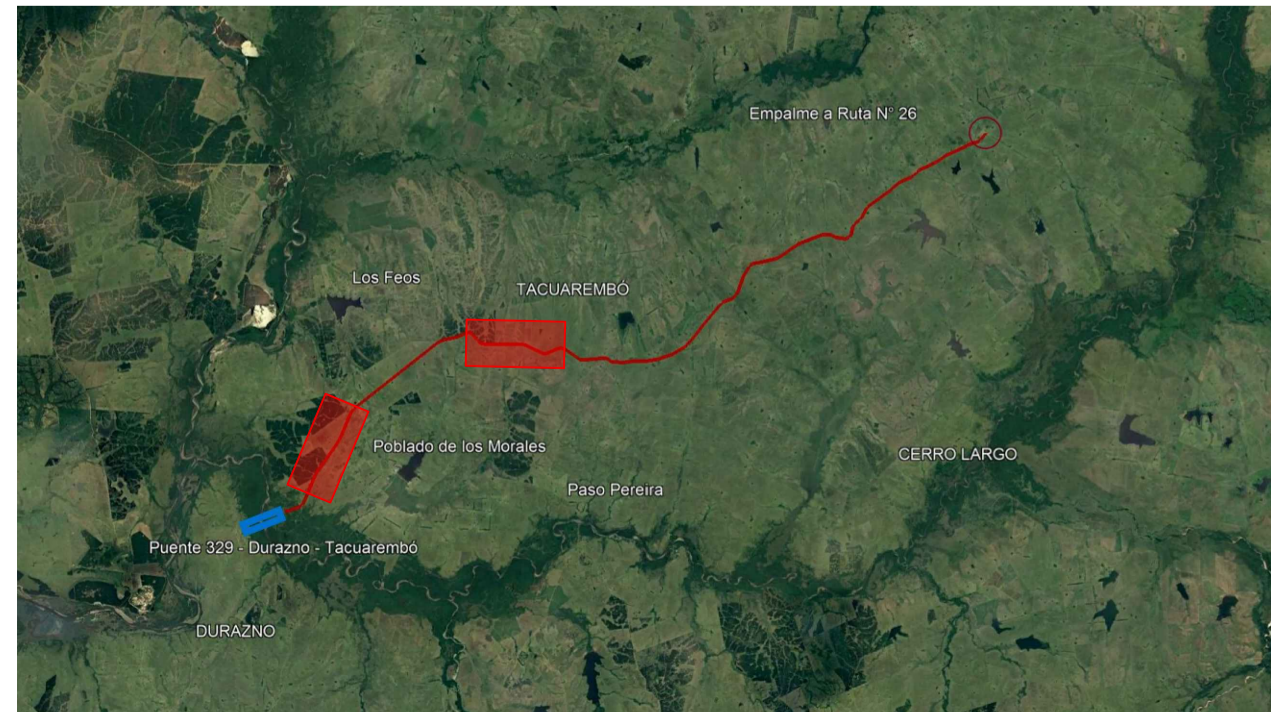 Empalme a Ruta N° 26
Los Feos
TACUAREMBÓ
Poblado de los Morales
CERRO LARGO
Paso Pereira
Puente 329 - Durazno - Tacuarembó
DURAZNO